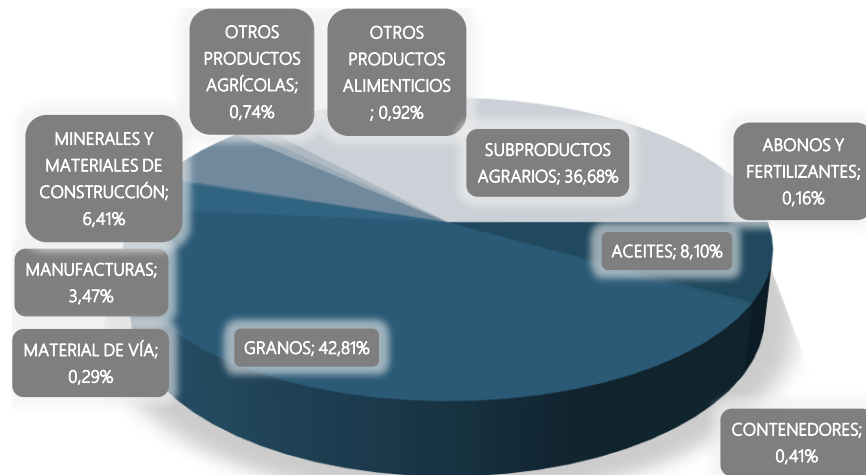 OTROS
PRODUCTOS
AGRÍCOLAS;
0,74%
OTROS
PRODUCTOS
ALIMENTICIOS
; 0,92%
MINERALES Y
MATERIALES DE
CONSTRUCCIÓN;
6,41%
SUBPRODUCTOS
AGRARIOS; 36,68%
ABONOS Y
FERTILIZANTES;
0,16%
ACEITES; 8,10%
MANUFACTURAS;
3,47%
MATERIAL DE VÍA;
0,29%
GRANOS; 42,81%
CONTENEDORES;
0,41%